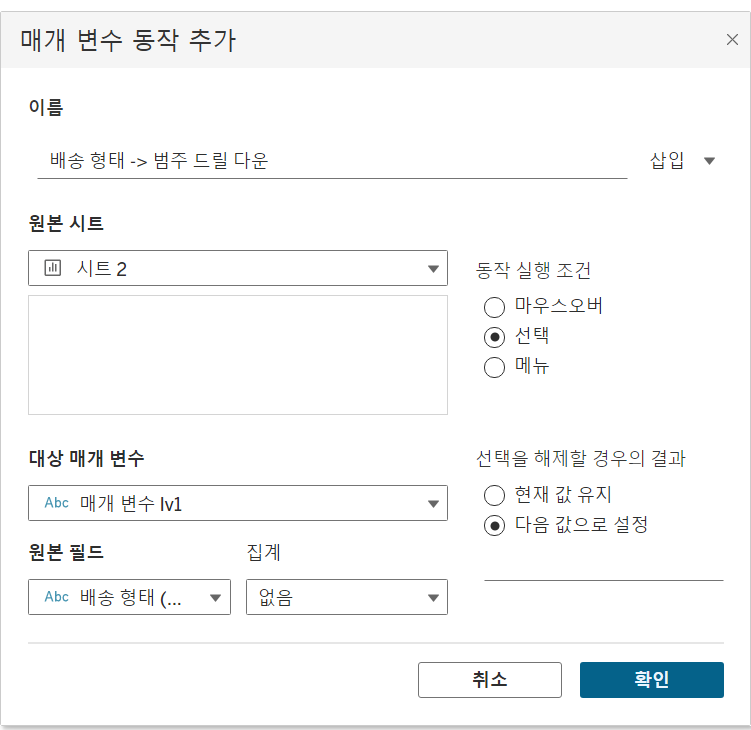 매개 변수 동작 추가
이름
배송 형태 -> 범주 드릴 다운
삽입
원본 시트
시트 2
동작 실행 조건
마우스오버
선택
메뉴
대상 매개 변수
Abc 매개 변수 lv1
선택을 해제할 경우의 결과
현재 값 유지
다음 값으로 설정
원본 필드
집계
Abc 배송 형태 (...
없음
취소
확인